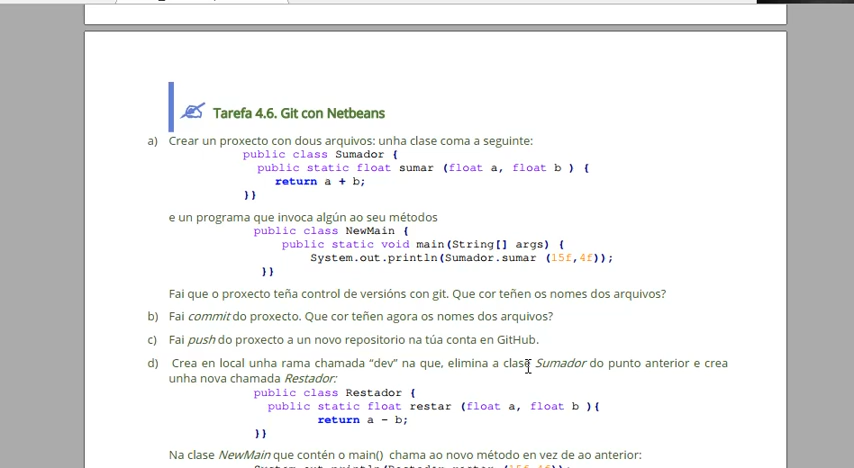 Tarefa 4.6. Git con Netbeans
a) Crear un proxecto con dous arquivos: unha clase coma a seguinte:
public class Sumador {
public static float sumar (float a, float b ) {
return a + b;
}}
e un programa que invoca algún ao seu métodos
public class NewMain {
public static void main(String[] args) {
System.out.println(Sumador.sumar (15f,4f));
}}
Fai que o proxecto teña control de versións con git. Que cor teñen os nomes dos arquivos?
b) Fai commit do proxecto. Que cor teñen agora os nomes dos arquivos?
c) Fai push do proxecto a un novo repositorio na túa conta en GitHub.
d) Crea en local unha rama chamada “dev” na que, elimina a clase Sumador do punto anterior e crea
unha nova chamada Restador:
public class Restador {
public static float restar (float a, float b ){
return a - b;
}}
Na clase NewMain que contén o main() chama ao novo método en vez de ao anterior: